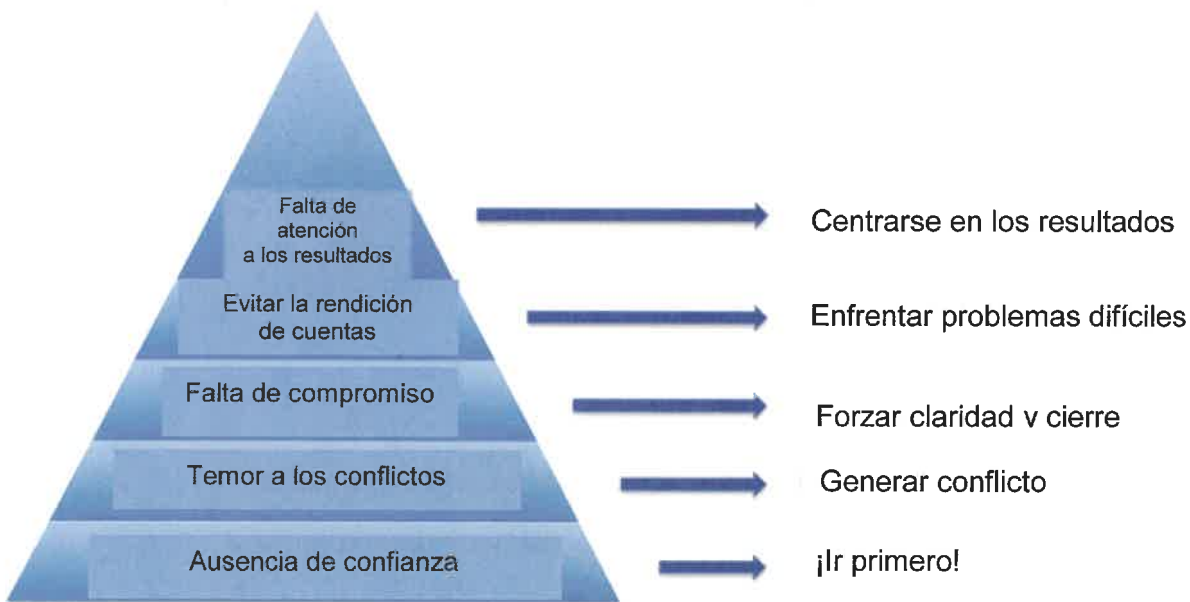 Falta de
atención
a los resultados
Centrarse en los resultados
Evitar la rendición
de cuentas
Enfrentar problemas difíciles
Falta de compromiso
Forzar claridad v cierre
Temor a los conflictos
Generar conflicto
Ausencia de confianza
¡Ir primero!